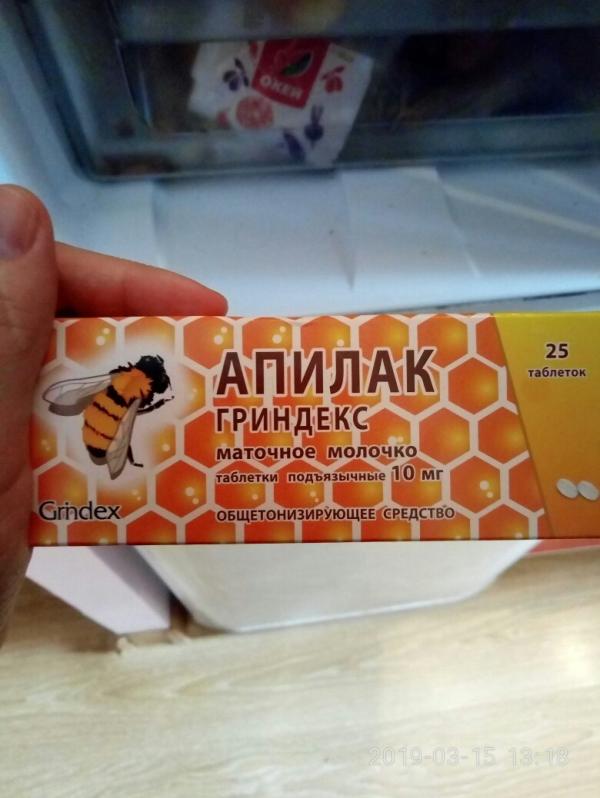 ОКЕЙ
АПИЛАК
ГРИНДЕКС
маточное молочко
таблетки подъязычные 10 мг
ОБЩЕТОНИЗИРУЮЩЕЕ СРЕДСТВО
Grindex
25
таблеток
2019-03-15 13:18